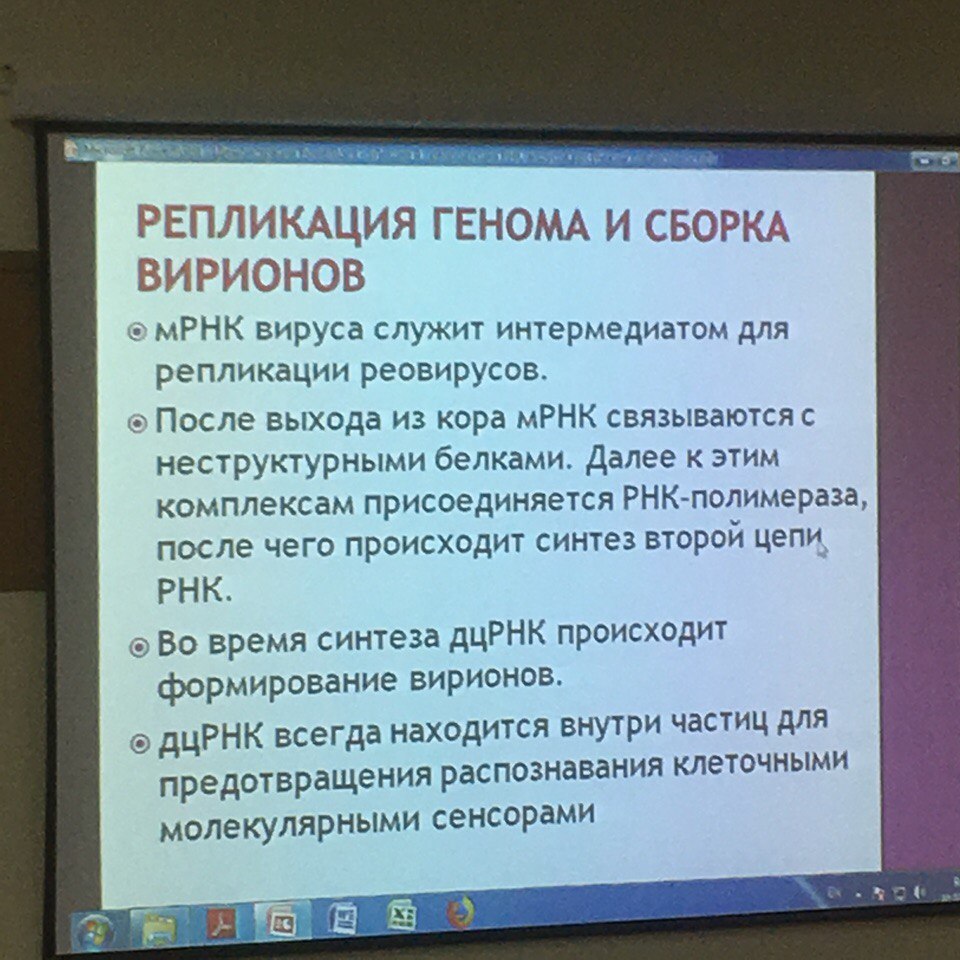 РЕПЛИКАЦИЯ ГЕНОМА И СБОРКА
ВИРИОНОВ
мРНК вируса служит интермедиатом для
репликации реовирусов.
После выхода из кора мРНК связываются с
неструктурными белками. Далее к этим
комплексам присоединяется РНК-полимераза,
после чего происходит синтез второй цепи
РНК.
Во время синтеза дцРНК происходит
формирование вирионов.
дцРНК всегда находится внутри частиц для
предотвращения распознавания клеточными
молекулярными сенсорами
EN